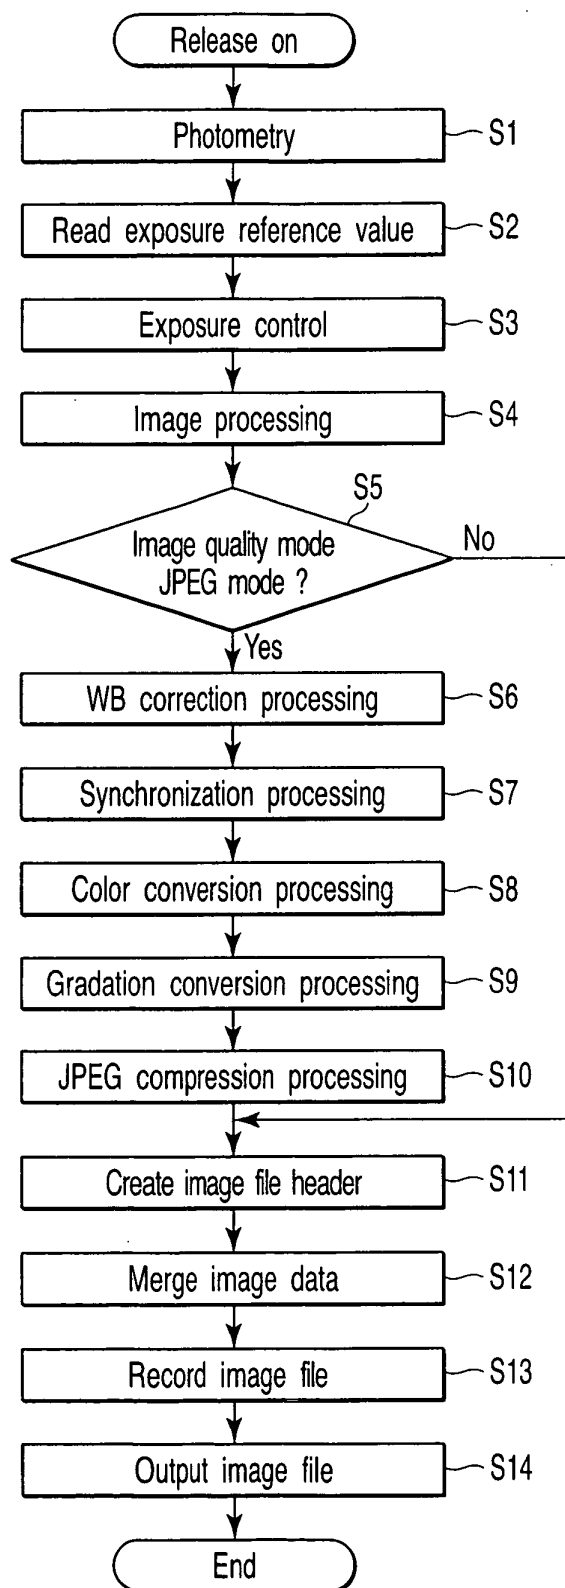 Release on
Photometry
S1
Read exposure reference value
S2
Exposure control
S3
Image processing
S4
S5
Image quality mode
JPEG mode ?
No
Yes
WB correction processing
S6
Synchronization processing
S7
Color conversion processing
S8
Gradation conversion processing
S9
JPEG compression processing
S10
Create image file header
S11
Merge image data
S12
Record image file
S13
Output image file
S14
End